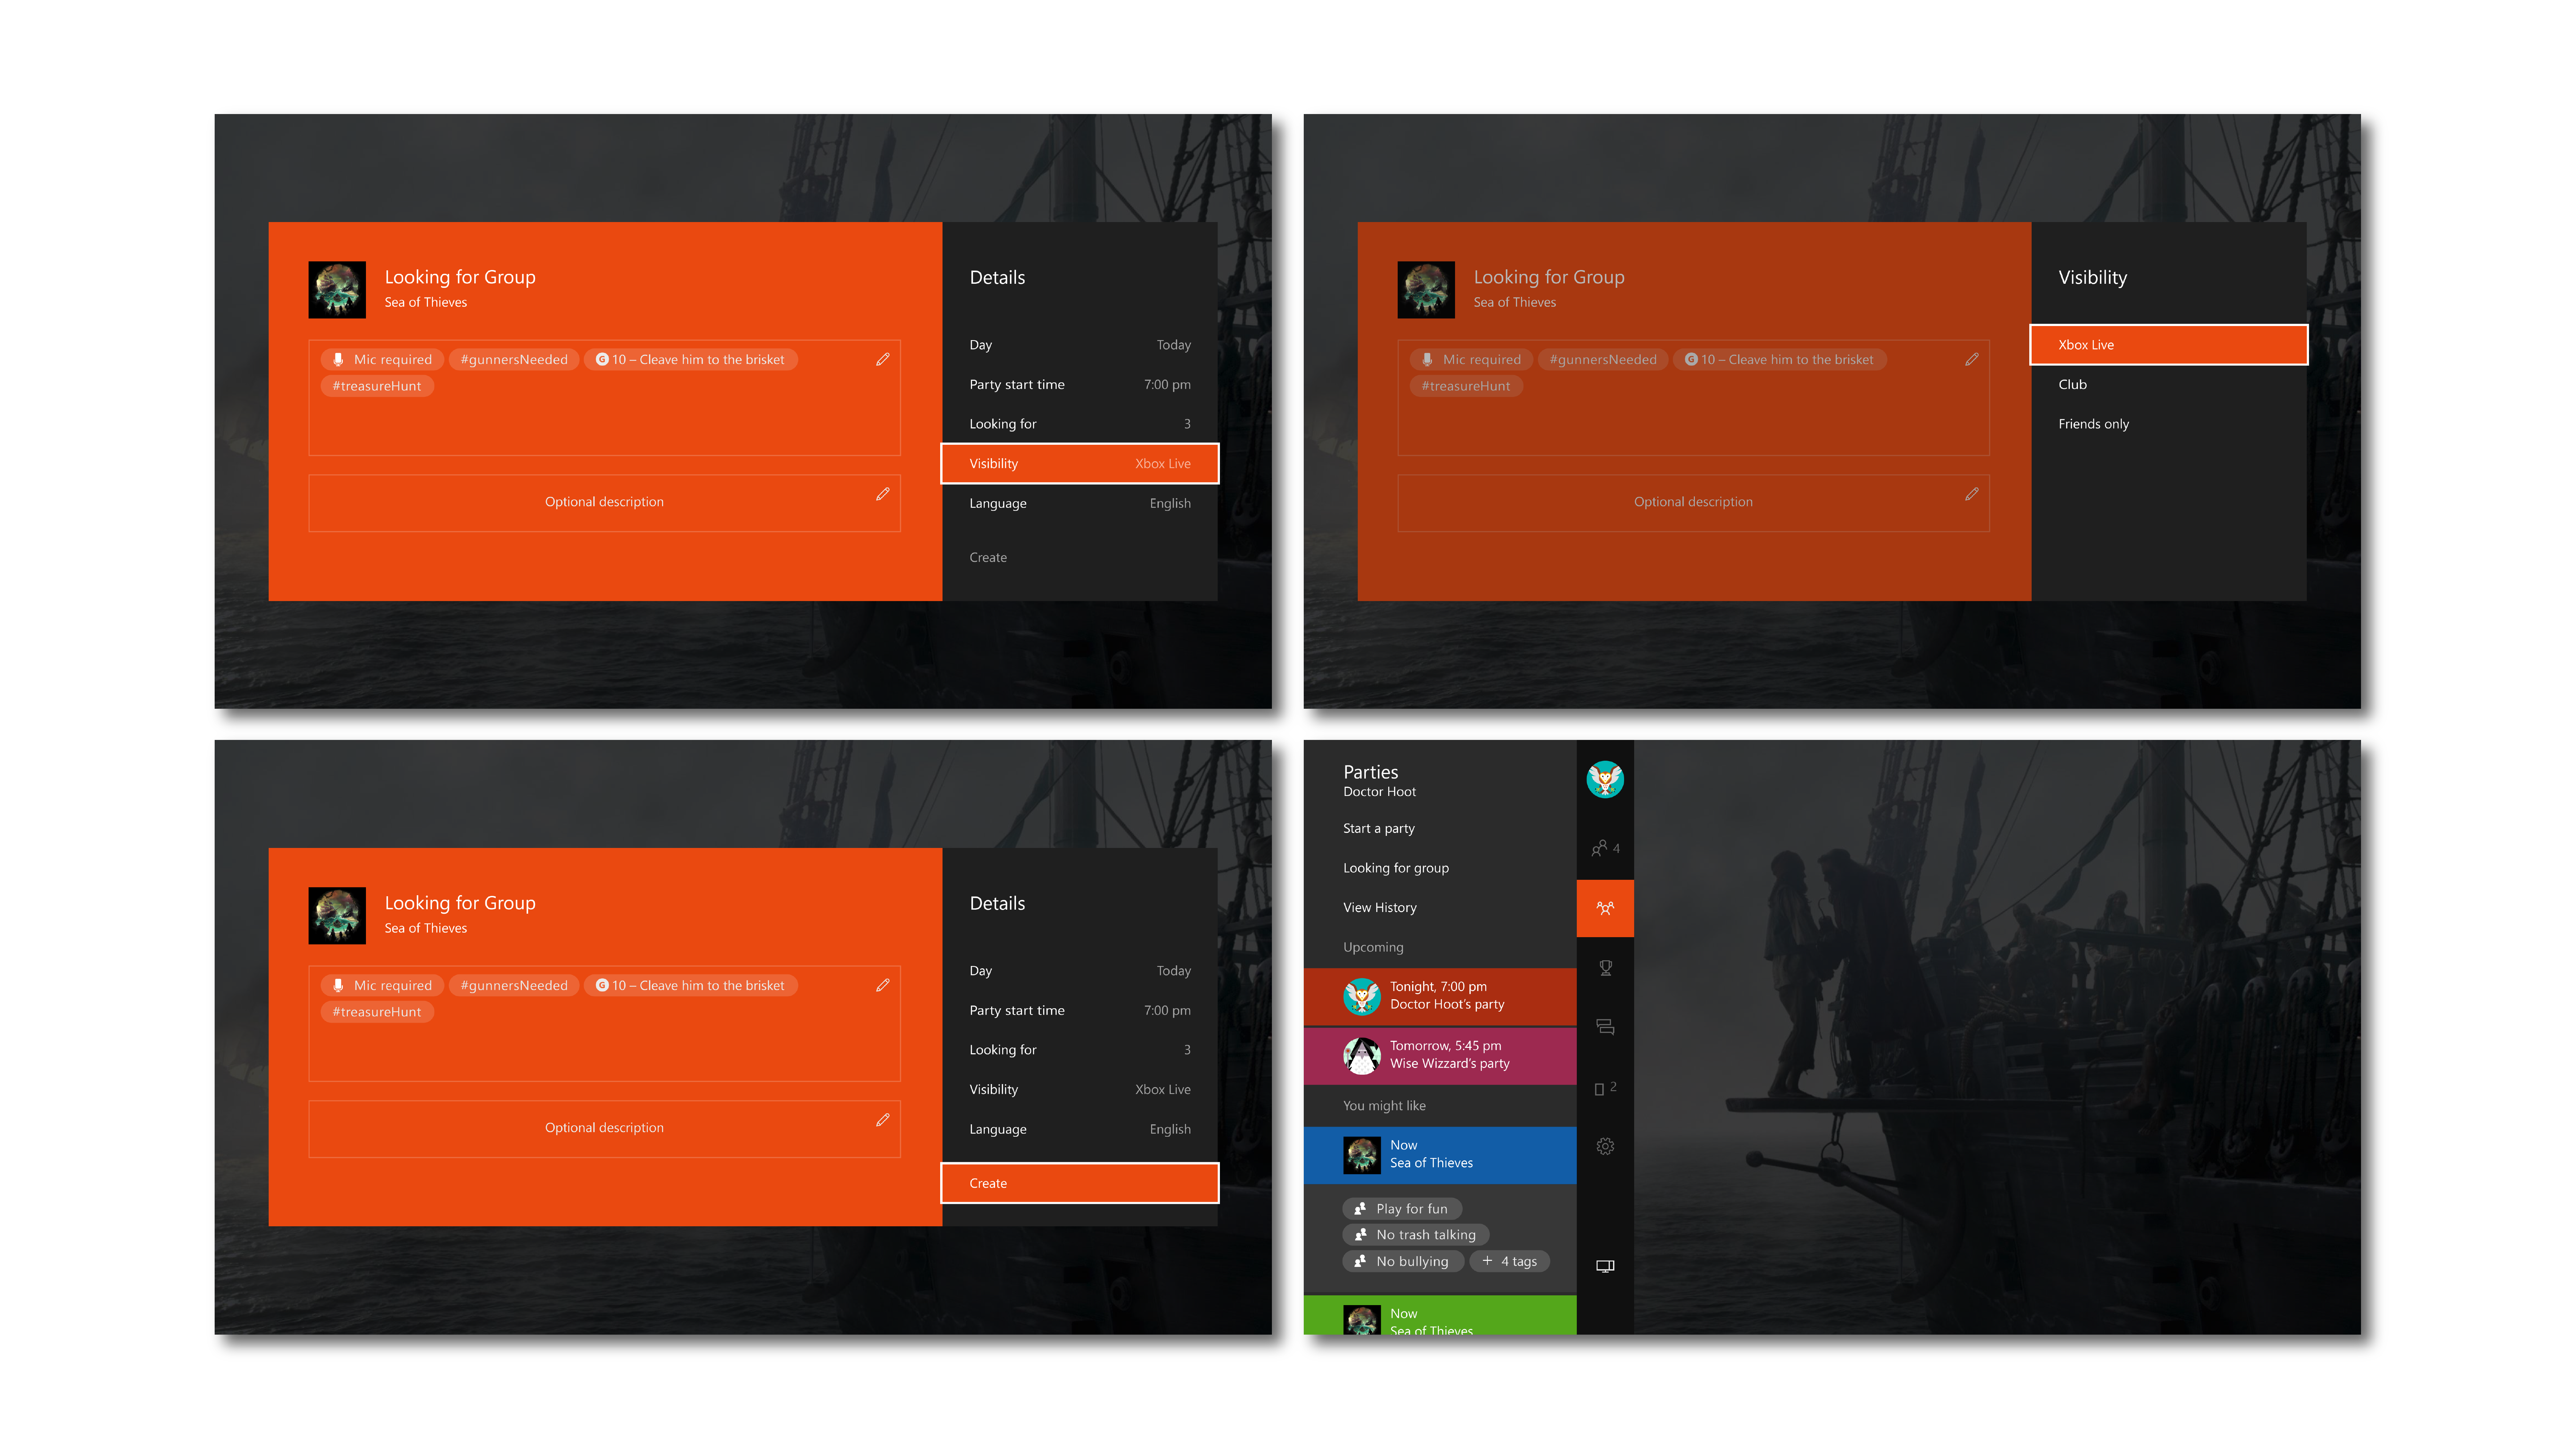 Looking for Group
Sea of Thieves
Mic required #gunnersNeeded G 10 – Cleave him to the brisket
#treasureHunt
Optional description
Details
Day Today
Party start time 7:00 pm
Looking for 3
Visibility Xbox Live
Language English
Create
Looking for Group
Sea of Thieves
Mic required #gunnersNeeded G 10 – Cleave him to the brisket
#treasureHunt
Optional description
Visibility
Xbox Live
Club
Friends only
Looking for Group
Sea of Thieves
Mic required #gunnersNeeded G 10 – Cleave him to the brisket
#treasureHunt
Optional description
Details
Day Today
Party start time 7:00 pm
Looking for 3
Visibility Xbox Live
Language English
Create
Parties
Doctor Hoot
Start a party
Looking for group
View History
Upcoming
Tonight, 7:00 pm
Doctor Hoot's party
Tomorrow, 5:45 pm
Wise Wizzard's party
You might like
Now
Sea of Thieves
Play for fun
No trash talking
No bullying + 4 tags
Now
Sea of Thieves
4
2